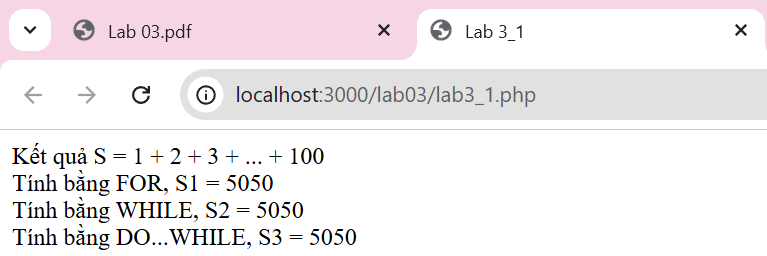 Lab 03.pdf
Lab 3_1
localhost:3000/lab03/lab3_1.php
Kết quả S = 1 + 2 + 3 + ... + 100
Tính bằng FOR, S1 = 5050
Tính bằng WHILE, S2 = 5050
Tính bằng DO...WHILE, S3 = 5050